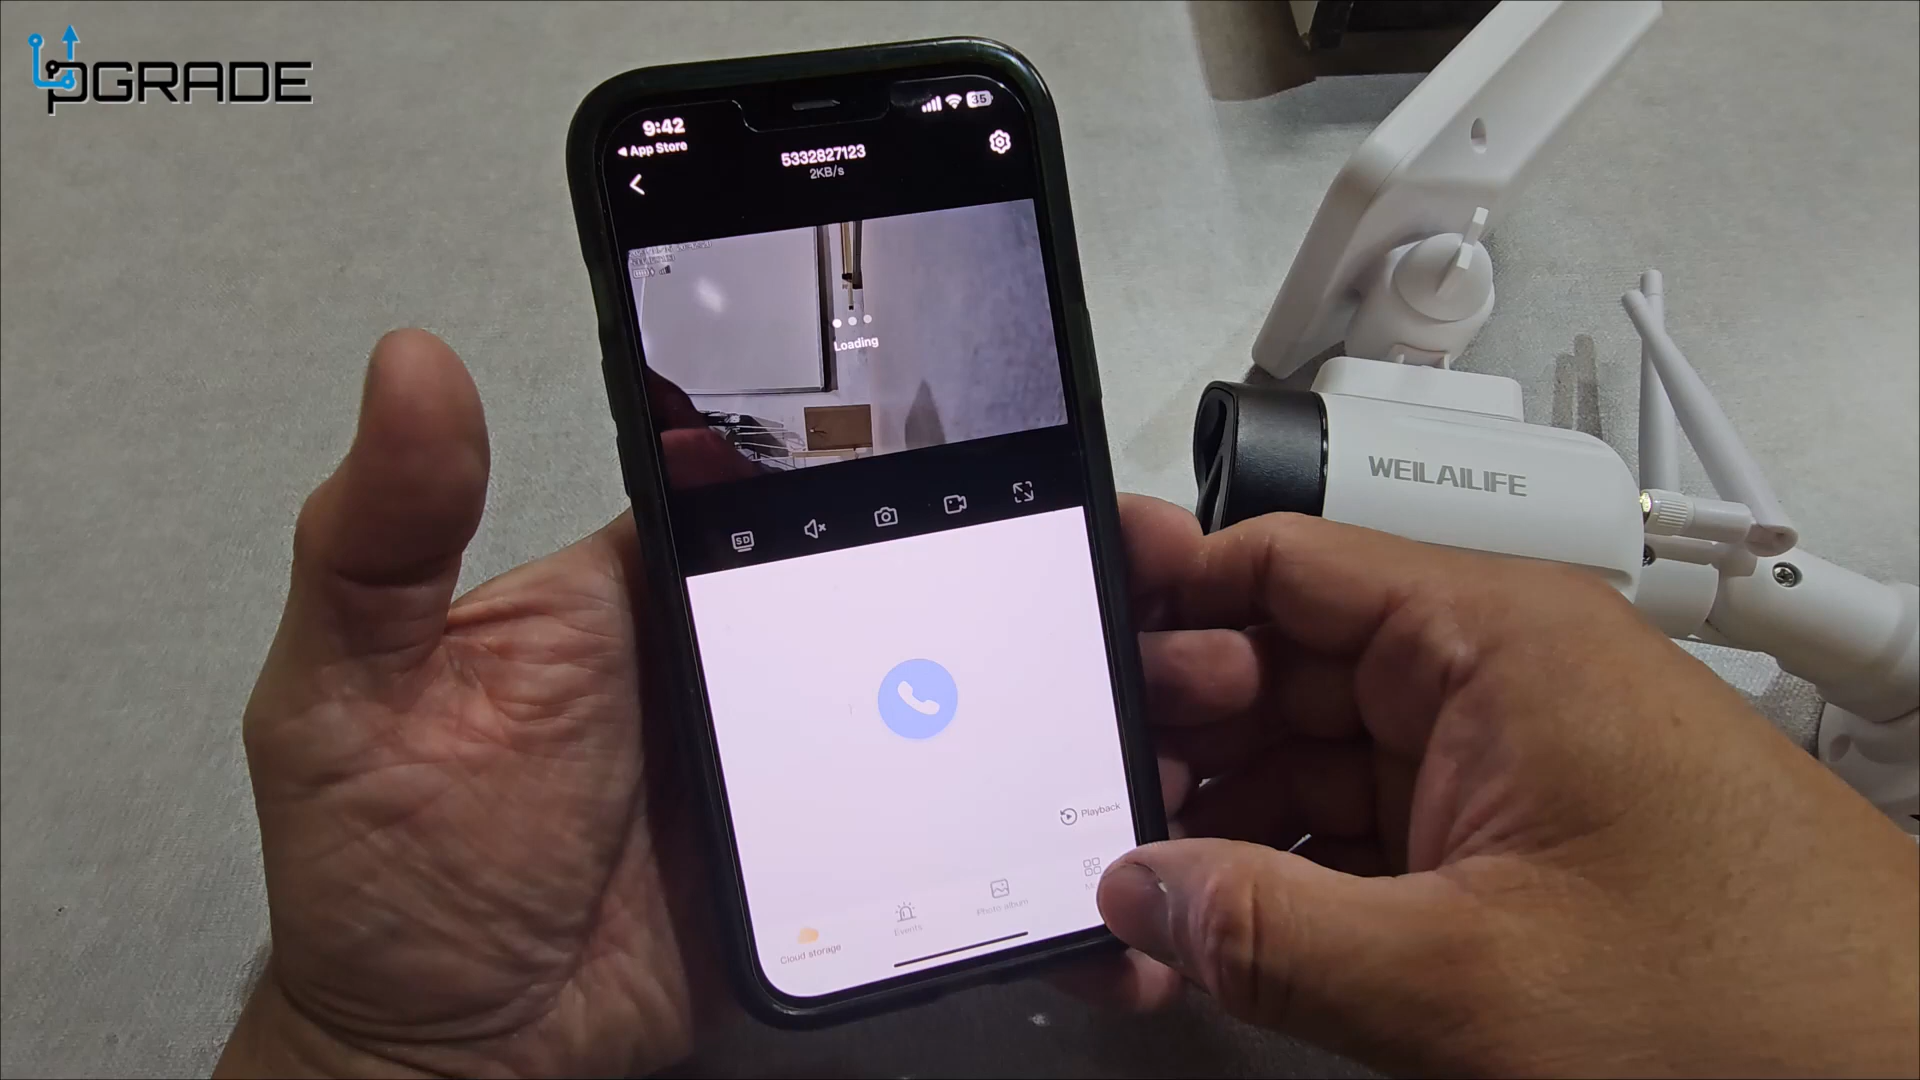 UPGRADE
9:42
35
App Store
5332827123
2KB/s
Loading
SD
WEILAILIFE
Playback
Cloud storage
Events
Photo album